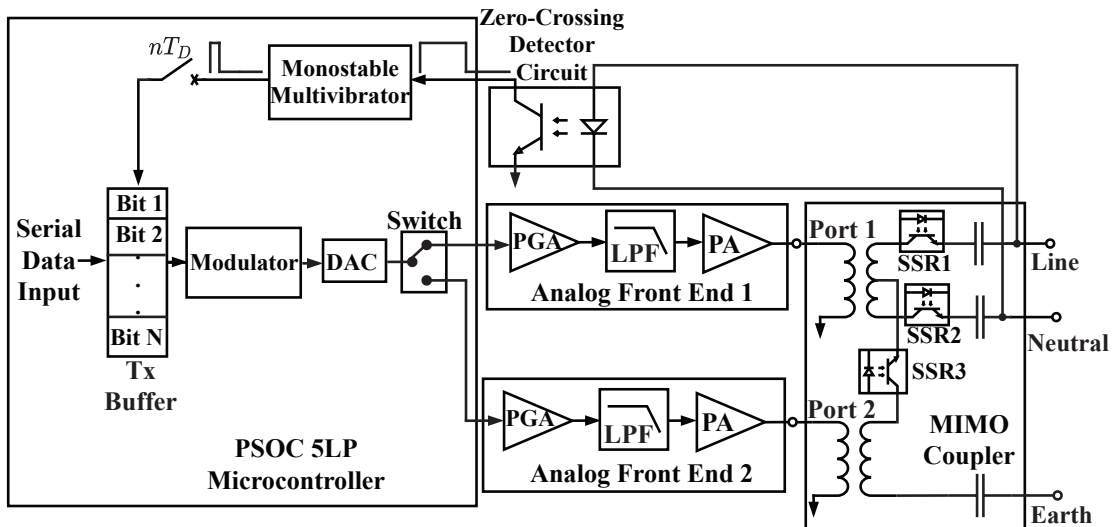 Zero-Crossing
Detector
Circuit
nT_D
Monostable
Multivibrator
Serial
Data
Input
Bit 1
Bit 2
.
.
.
Bit N
Tx
Buffer
Modulator
DAC
Switch
PGA
LPF
PA
Analog Front End 1
Port 1
SSR1
Line
SSR2
Neutral
SSR3
PGA
LPF
PA
Analog Front End 2
Port 2
MIMO
Coupler
Earth
PSOC 5LP
Microcontroller